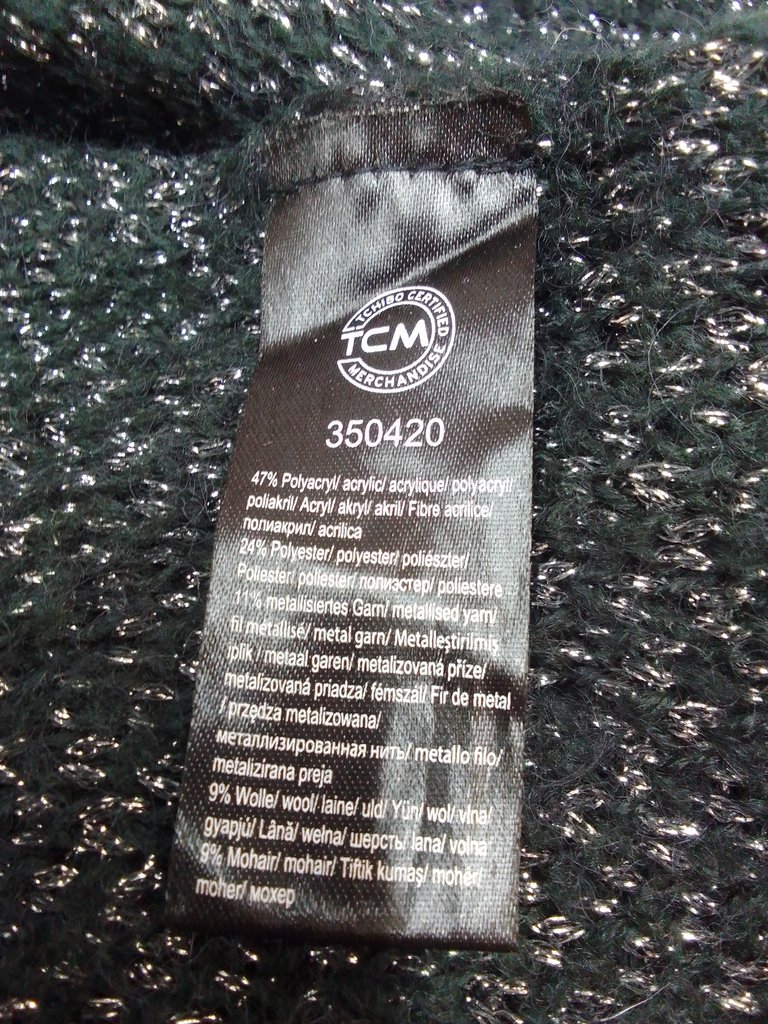 TCHIBO CERTIFIED
TCM
MERCHANDISE
350420
47% Polyacryl/ acrylic/ acrylique/ polyacryl/
poliakril/ Acryl/ akryl/ akril/ Fibre acrilice/
полиакрил/ acrilica
24% Polyester/ polyester/ poliészter/
Poliester/ poliester/ полиэстер/ poliestere
11% metallisiertes Garn/ metallised yarn/
fil métallisé/ metal garn/ Metalleştirilmiş
iplik/ metaal garen/ metalizovaná příze/
metalizovaná priadza/ fémszál/ Fir de metal
/ przędza metalizowana/
металлизированная нить/ metallo filo/
metalizirana preja
9% Wolle/ wool/ laine/ uld/ Yün/ wol/ vlna/
gyapjú/ Lână/ wełna/ шерсть/ lana/ volna
9% Mohair/ mohair/ Tiftik kumaş/ mohér/
moher/ мохер